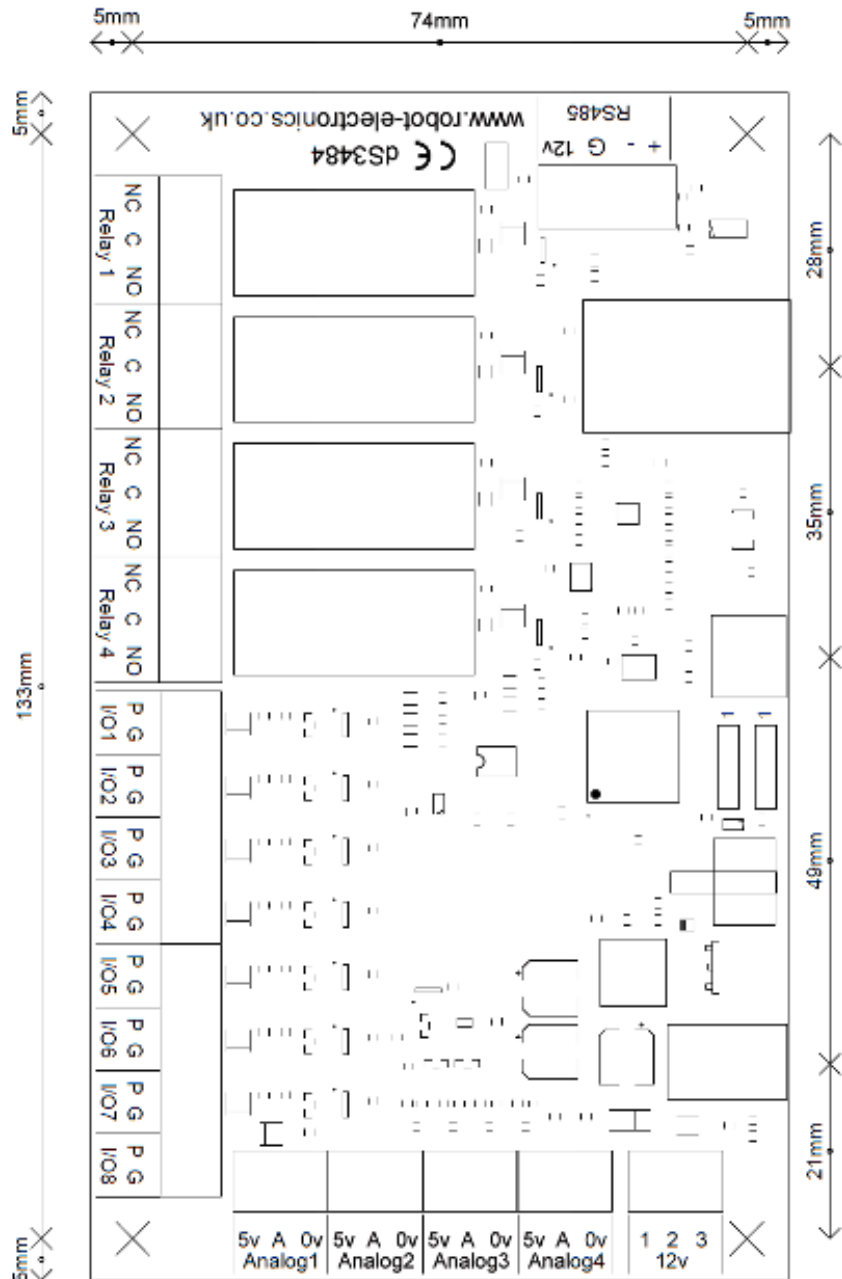 5mm
74mm
5mm
5mm
133mm
5mm
28mm
35mm
49mm
21mm
www.robot-electronics.co.uk
CE dS3484
RS485
+ - G 12v
NC C NO
Relay 1
NC C NO
Relay 2
NC C NO
Relay 3
NC C NO
Relay 4
P G
I/O1
P G
I/O2
P G
I/O3
P G
I/O4
P G
I/O5
P G
I/O6
P G
I/O7
P G
I/O8
1 1
+
+
+
5v A 0v 5v A 0v 5v A 0v 5v A 0v 1 2 3
Analog1 Analog2 Analog3 Analog4 12v